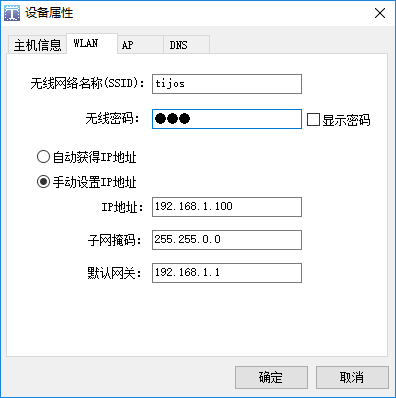 设备属性
主机信息 WLAN AP DNS
无线网络名称(SSID): tijos
无线密码: ●●● 显示密码
自动获得IP地址
手动设置IP地址
IP地址: 192.168.1.100
子网掩码: 255.255.0.0
默认网关: 192.168.1.1
确定 取消